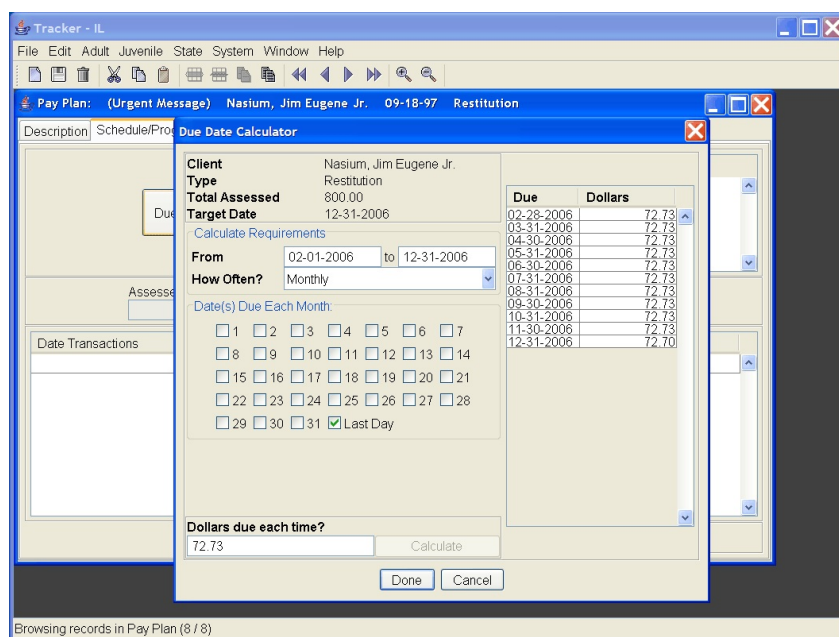 Tracker - IL
File Edit Adult Juvenile State System Window Help
Pay Plan: (Urgent Message) Nasium, Jim Eugene Jr. 09-18-97 Restitution
Description Schedule/Prog
Due Date Calculator
Client Nasium, Jim Eugene Jr.
Type Restitution
Total Assessed 800.00
Target Date 12-31-2006
Calculate Requirements
From 02-01-2006 to 12-31-2006
How Often? Monthly
Date(s) Due Each Month:
1 2 3 4 5 6 7
8 9 10 11 12 13 14
15 16 17 18 19 20 21
22 23 24 25 26 27 28
29 30 31 Last Day
Dollars due each time?
72.73 Calculate
Due Dollars
02-28-2006 72.73
03-31-2006 72.73
04-30-2006 72.73
05-31-2006 72.73
06-30-2006 72.73
07-31-2006 72.73
08-31-2006 72.73
09-30-2006 72.73
10-31-2006 72.73
11-30-2006 72.73
12-31-2006 72.70
Done Cancel
Due
Assesse
Date Transactions
Browsing records in Pay Plan (8 / 8)